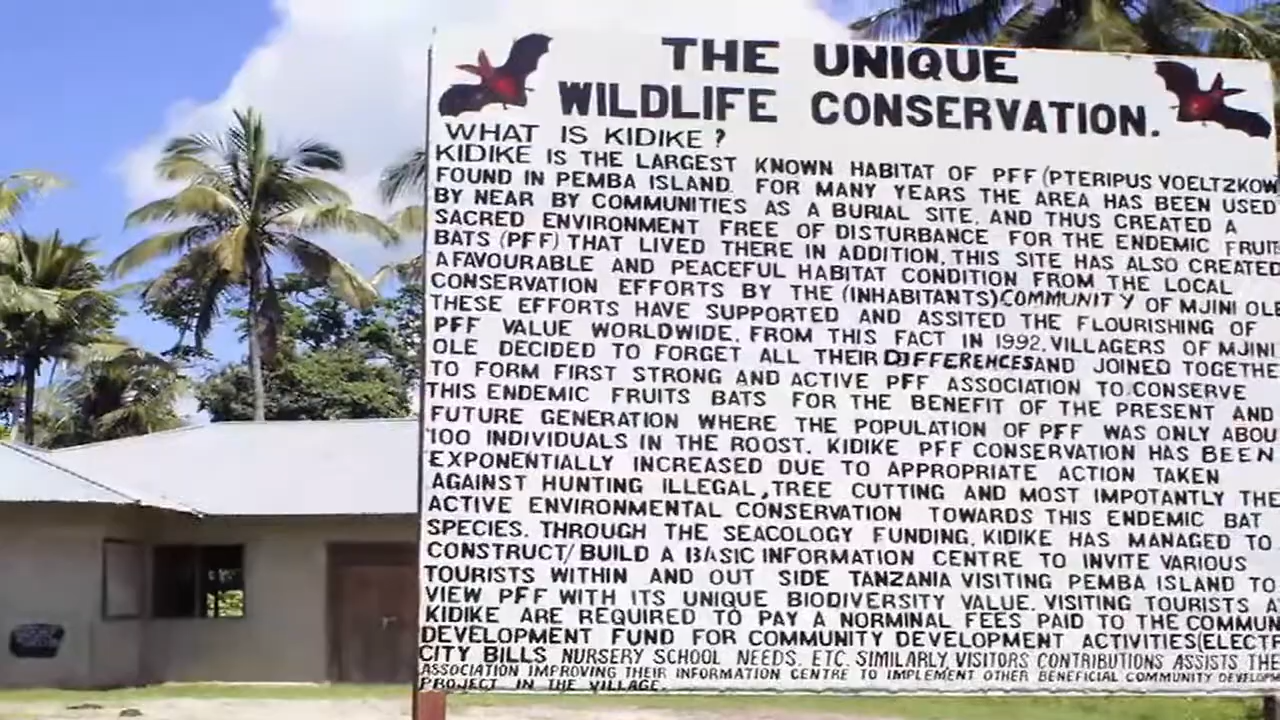 THE UNIQUE
WILDLIFE CONSERVATION.
WHAT IS KIDIKE?
KIDIKE IS THE LARGEST KNOWN HABITAT OF PFF (PTERIPUS VOELTZKOW
FOUND IN PEMBA ISLAND. FOR MANY YEARS THE AREA HAS BEEN USED
BY NEAR BY COMMUNITIES AS A BURIAL SITE. AND THUS CREATED A
SACRED ENVIRONMENT FREE OF DISTURBANCE FOR THE ENDEMIC FRUIT
BATS (PFF) THAT LIVED THERE IN ADDITION, THIS SITE HAS ALSO CREATED
A FAVOURABLE AND PEACEFUL HABITAT CONDITION FROM THE LOCAL
CONSERVATION EFFORTS BY THE (INHABITANTS) COMMUNITY OF MJINI OLE
THESE EFFORTS HAVE SUPPORTED AND ASSITED THE FLOURISHING OF
PFF VALUE WORLDWIDE. FROM THIS FACT IN 1992, VILLAGERS OF MJINI
OLE DECIDED TO FORGET ALL THEIR DIFFERENCES AND JOINED TOGETHE
TO FORM FIRST STRONG AND ACTIVE PFF ASSOCIATION TO CONSERVE
THIS ENDEMIC FRUITS BATS FOR THE BENEFIT OF THE PRESENT AND
FUTURE GENERATION WHERE THE POPULATION OF PFF WAS ONLY ABOU
100 INDIVIDUALS IN THE ROOST. KIDIKE PFF CONSERVATION HAS BEEN
EXPONENTIALLY INCREASED DUE TO APPROPRIATE ACTION TAKEN
AGAINST HUNTING ILLEGAL, TREE CUTTING AND MOST IMPOTANTLY THE
ACTIVE ENVIRONMENTAL CONSERVATION TOWARDS THIS ENDEMIC BAT
SPECIES. THROUGH THE SEACOLOGY FUNDING, KIDIKE HAS MANAGED TO
CONSTRUCT/BUILD A BASIC INFORMATION CENTRE TO INVITE VARIOUS
TOURISTS WITHIN AND OUT SIDE TANZANIA VISITING PEMBA ISLAND TO
VIEW PFF WITH ITS UNIQUE BIODIVERSITY VALUE. VISITING TOURISTS A
KIDIKE ARE REQUIRED TO PAY A NORMINAL FEES PAID TO THE COMMUN
DEVELOPMENT FUND FOR COMMUNITY DEVELOPMENT ACTIVITIES (ELECTR
CITY BILLS NURSERY SCHOOL NEEDS. ETC. SIMILARLY, VISITORS CONTRIBUTIONS ASSISTS THE
ASSOCIATION IMPROVING THEIR INFORMATION CENTRE TO IMPLEMENT OTHER BENEFICIAL COMMUNITY DEVELOPM
PROJECT IN THE VILLAGE.